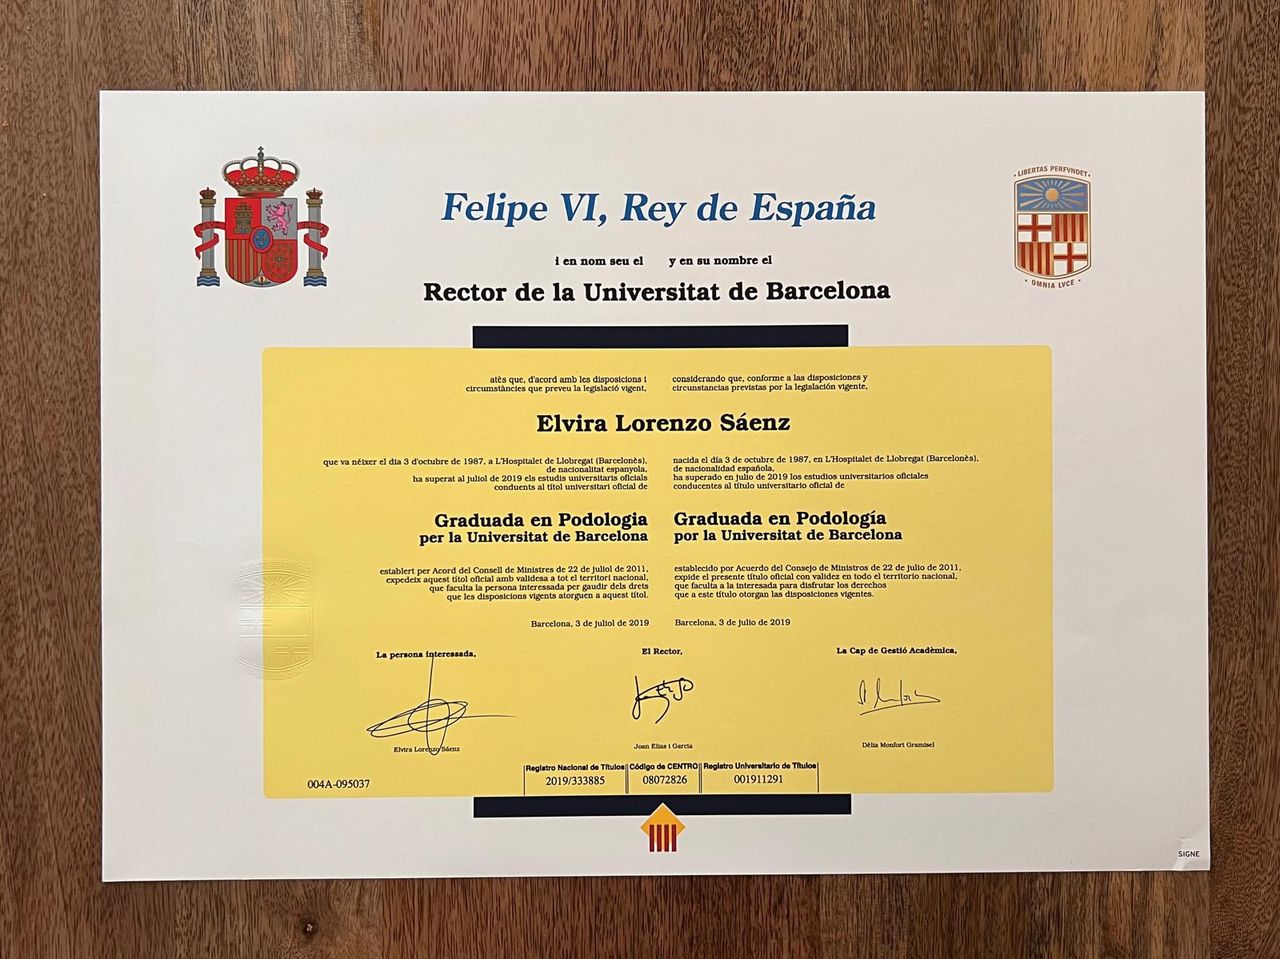 LIBERTAS PERFVNDET
OMNIA LVCE
Felipe VI, Rey de España
i en nom seu el y en su nombre el
Rector de la Universitat de Barcelona
atès que, d'acord amb les disposicions i
circumstàncies que preveu la legislació vigent,
considerando que, conforme a las disposiciones y
circunstancias previstas por la legislación vigente,
Elvira Lorenzo Sáenz
que va néixer el dia 3 d'octubre de 1987, a L'Hospitalet de Llobregat (Barcelonès),
de nacionalitat espanyola,
ha superat al juliol de 2019 els estudis universitaris oficials
conduents al títol universitari oficial de
nacida el día 3 de octubre de 1987, en L'Hospitalet de Llobregat (Barcelonès),
de nacionalidad española,
ha superado en julio de 2019 los estudios universitarios oficiales
conducentes al título universitario oficial de
Graduada en Podologia
per la Universitat de Barcelona
Graduada en Podología
por la Universitat de Barcelona
establert per Acord del Consell de Ministres de 22 de juliol de 2011,
expedeix aquest títol oficial amb validesa a tot el territori nacional,
que faculta la persona interessada per gaudir dels drets
que les disposicions vigents atorguen a aquest títol.
establecido por Acuerdo del Consejo de Ministros de 22 de julio de 2011,
expide el presente título oficial con validez en todo el territorio nacional,
que faculta a la interesada para disfrutar los derechos
que a este título otorgan las disposiciones vigentes.
Barcelona, 3 de juliol de 2019
Barcelona, 3 de julio de 2019
La persona interessada,
El Rector,
La Cap de Gestió Acadèmica,
Elvira Lorenzo Sáenz
Joan Elias i Garcia
Dèlia Monfort Gramisel
004A-095037
Registro Nacional de Títulos
2019/333885
Código de CENTRO
08072826
Registro Universitario de Títulos
001911291
SIGNE